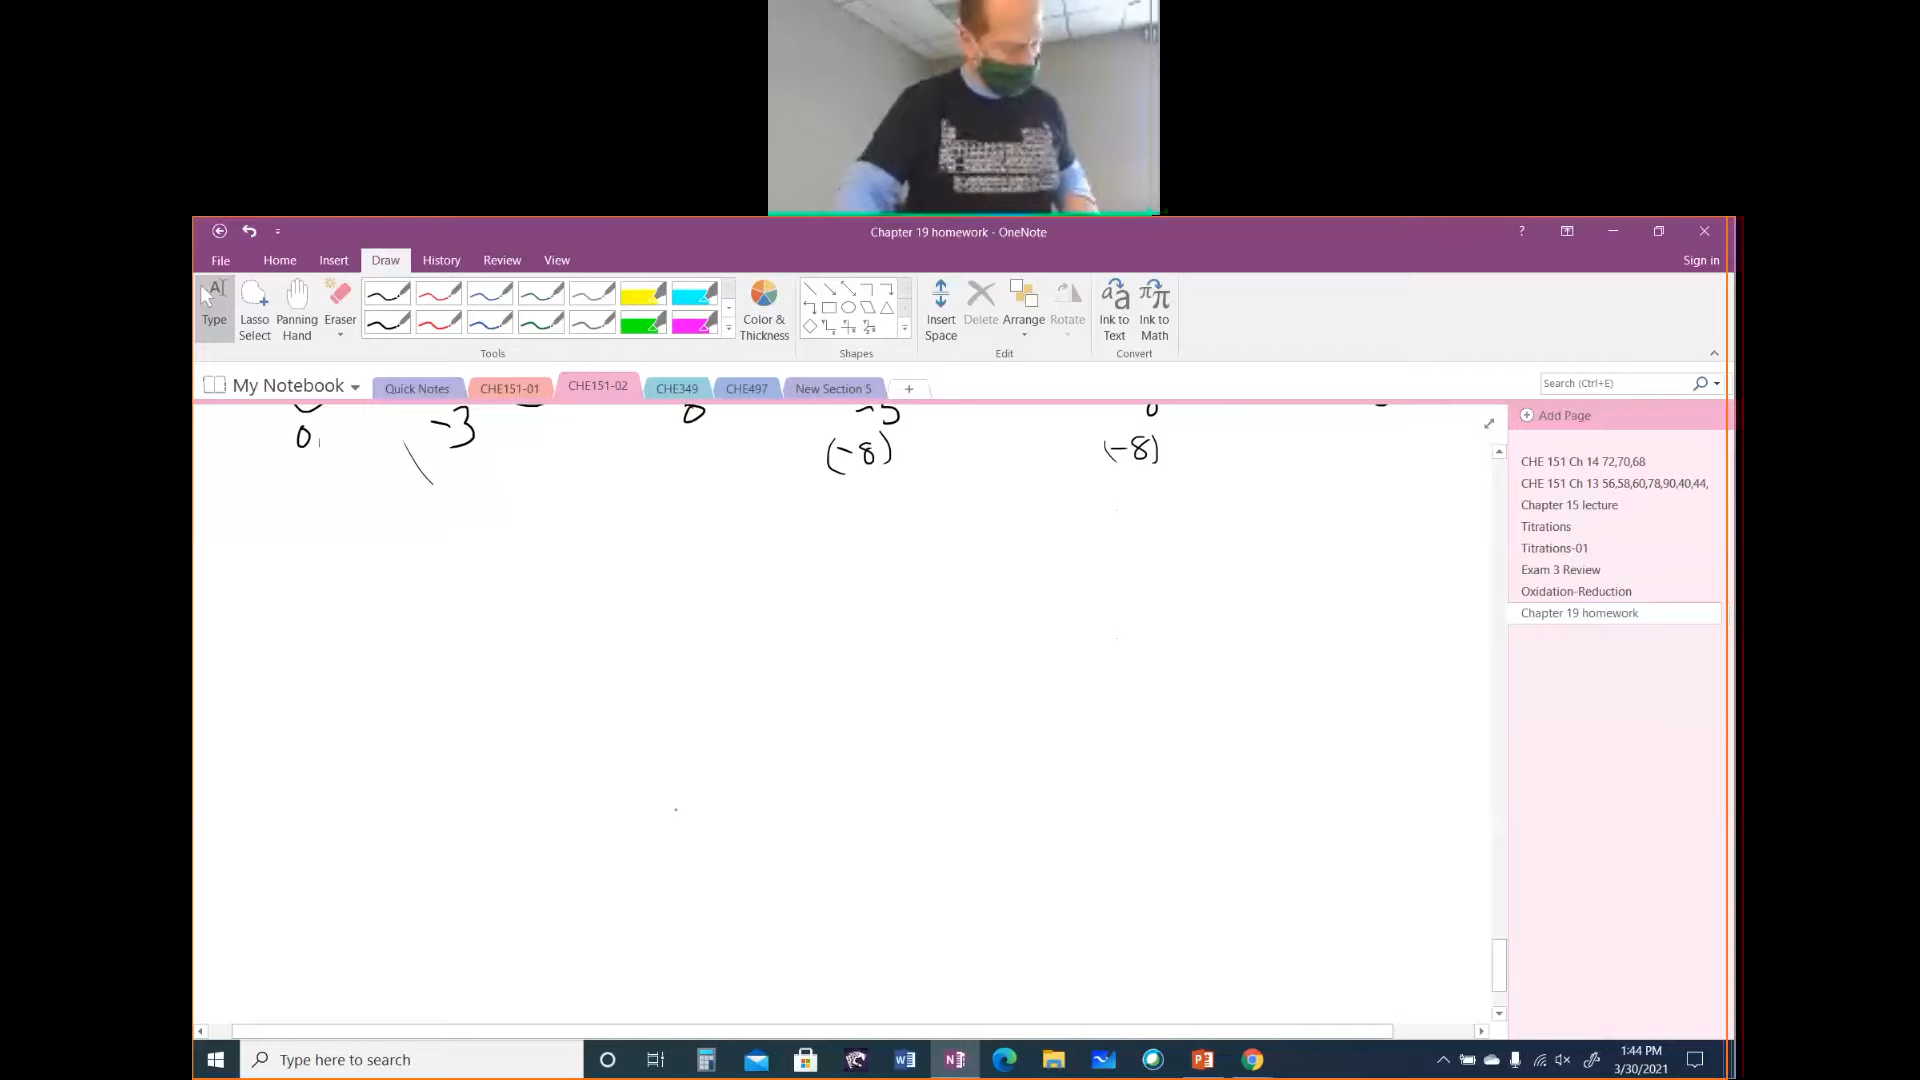 Chapter 19 homework - OneNote
?
File Home Insert Draw History Review View Sign in
Type Lasso Select Panning Hand Eraser Color & Thickness Insert Space Delete Arrange Rotate Ink to Text Ink to Math
Tools Shapes Edit Convert
My Notebook Quick Notes CHE151-01 CHE151-02 CHE349 CHE497 New Section 5 + Search (Ctrl+E)
Add Page
0 -3
(-8) (-8)
CHE 151 Ch 14 72,70,68
CHE 151 Ch 13 56,58,60,78,90,40,44,
Chapter 15 lecture
Titrations
Titrations-01
Exam 3 Review
Oxidation-Reduction
Chapter 19 homework
Type here to search
1:44 PM
3/30/2021